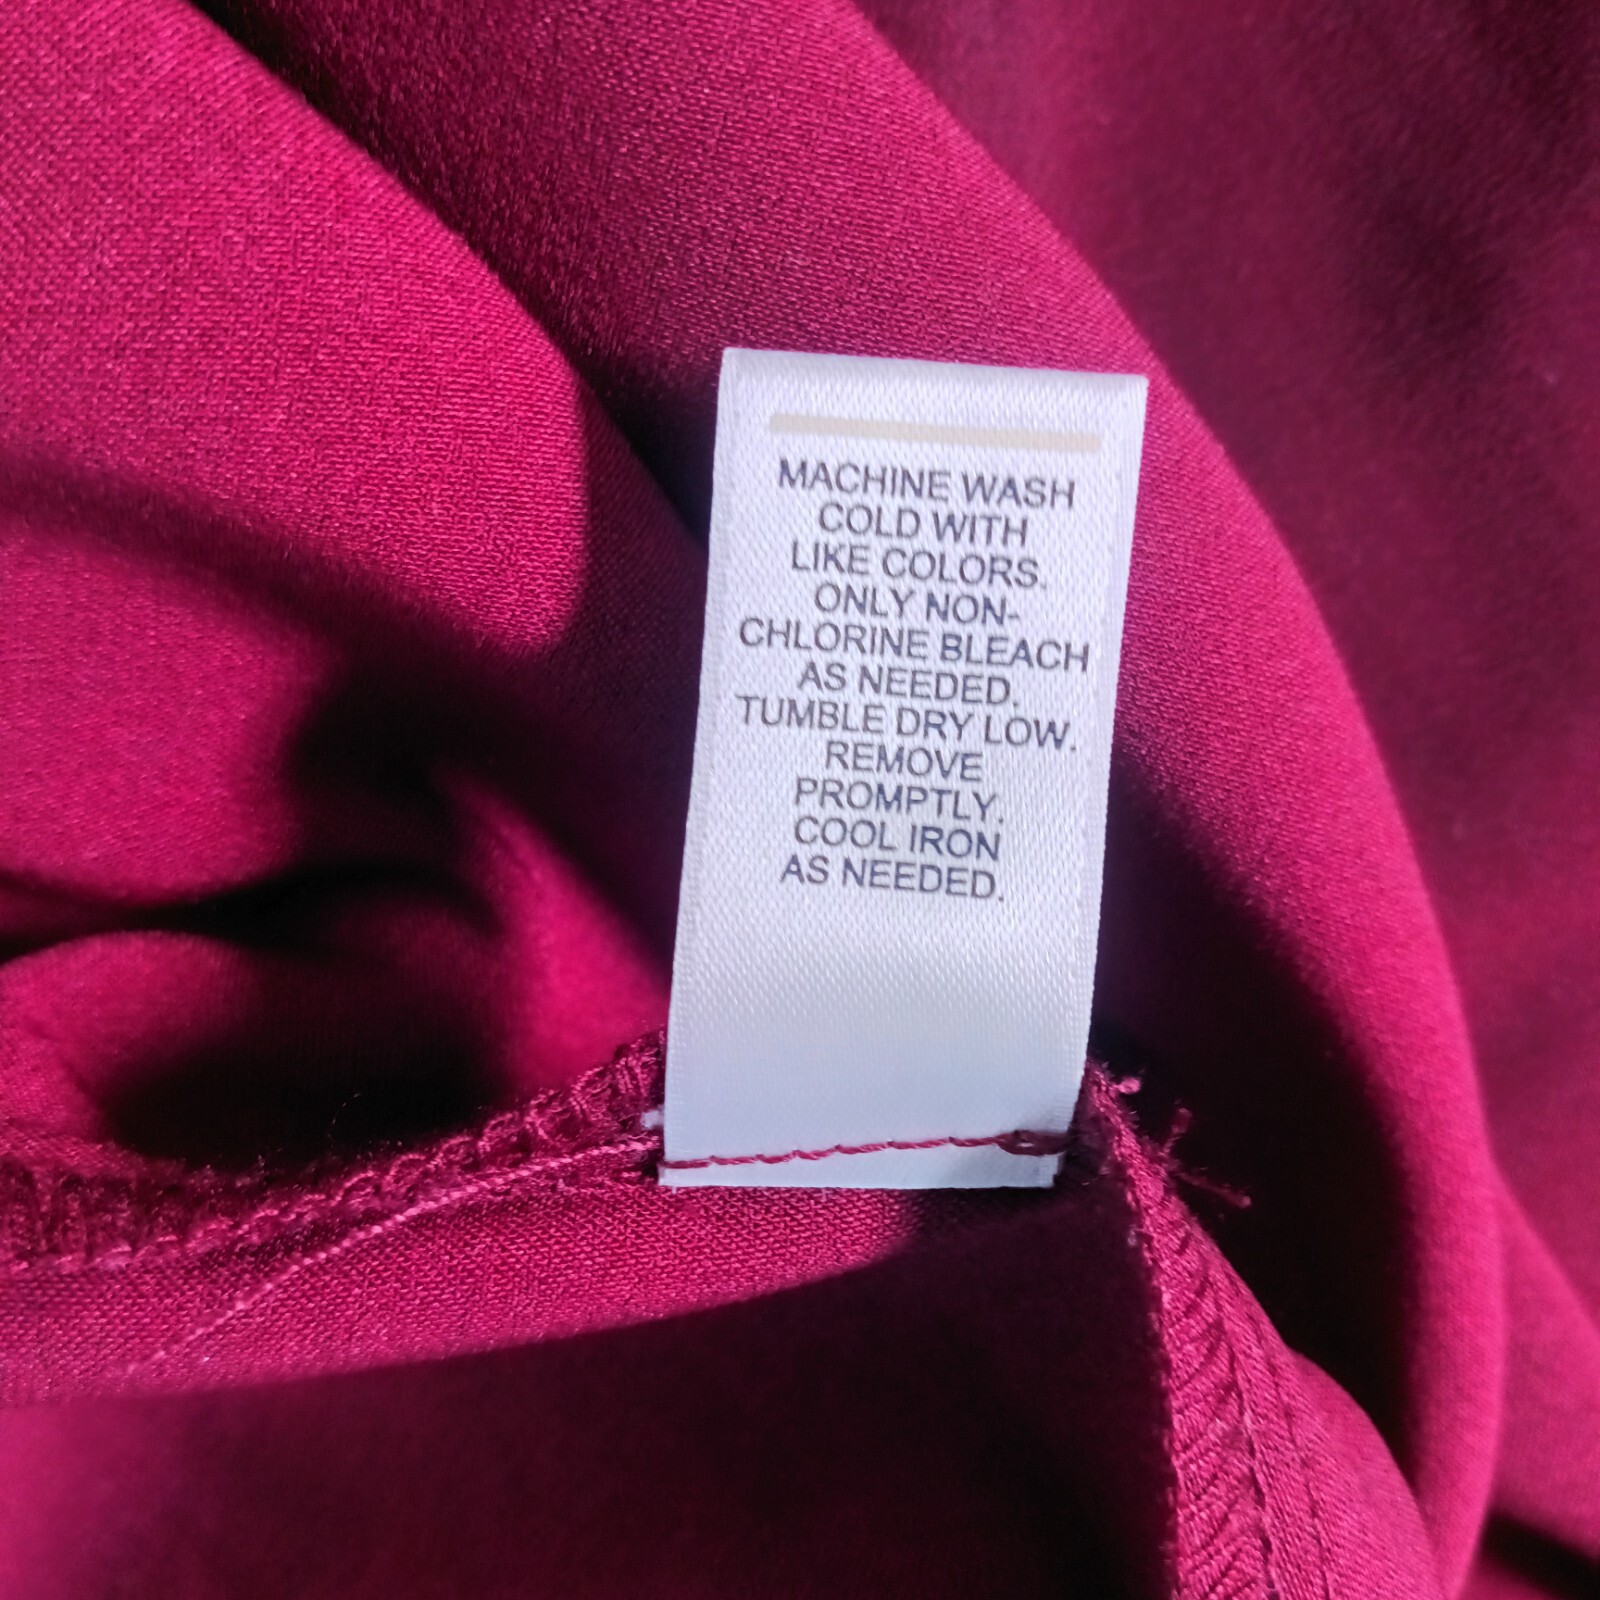 MACHINE WASH
COLD WITH
LIKE COLORS.
ONLY NON-
CHLORINE BLEACH
AS NEEDED.
TUMBLE DRY LOW.
REMOVE
PROMPTLY.
COOL IRON
AS NEEDED.